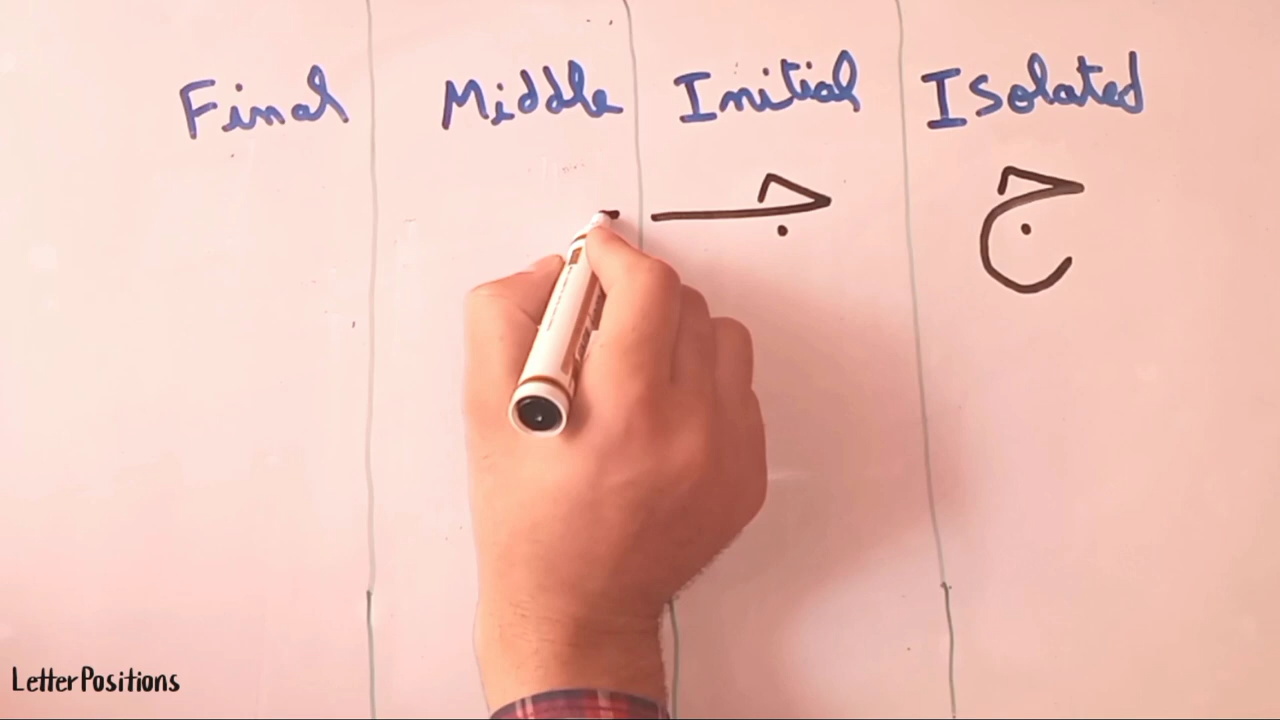 Final Middle Initial Isolated
جـ ج
Letter Positions